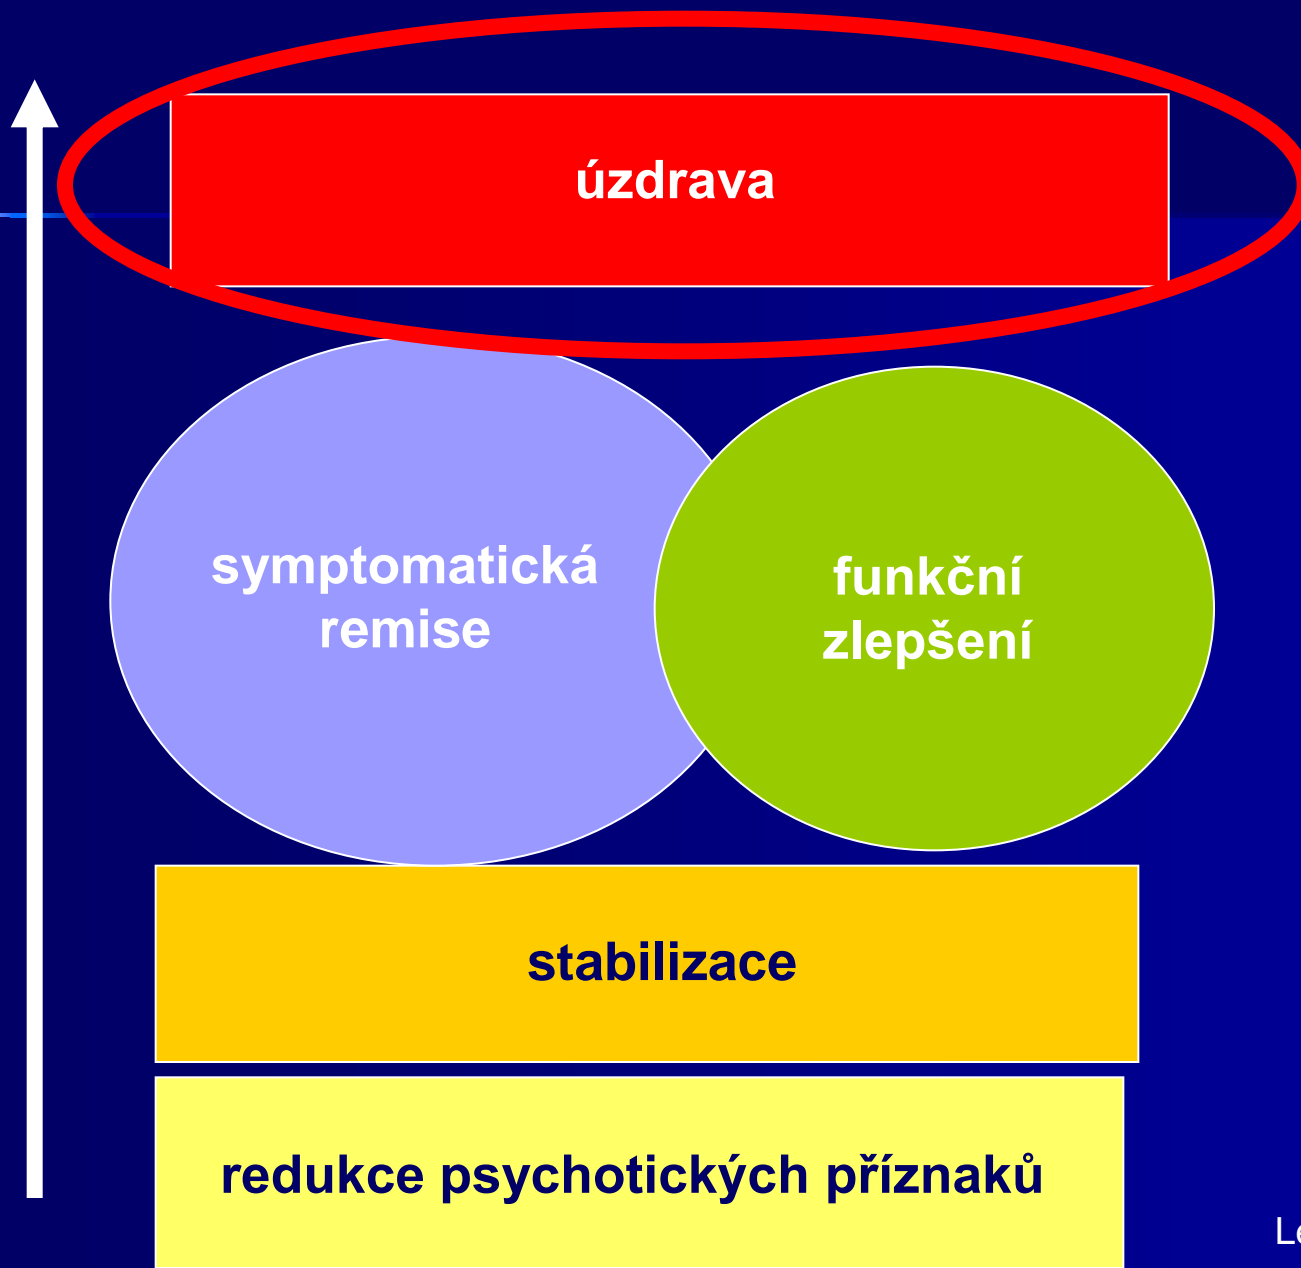 úzdrava
symptomatická
remise
funkční
zlepšení
stabilizace
redukce psychotických příznaků